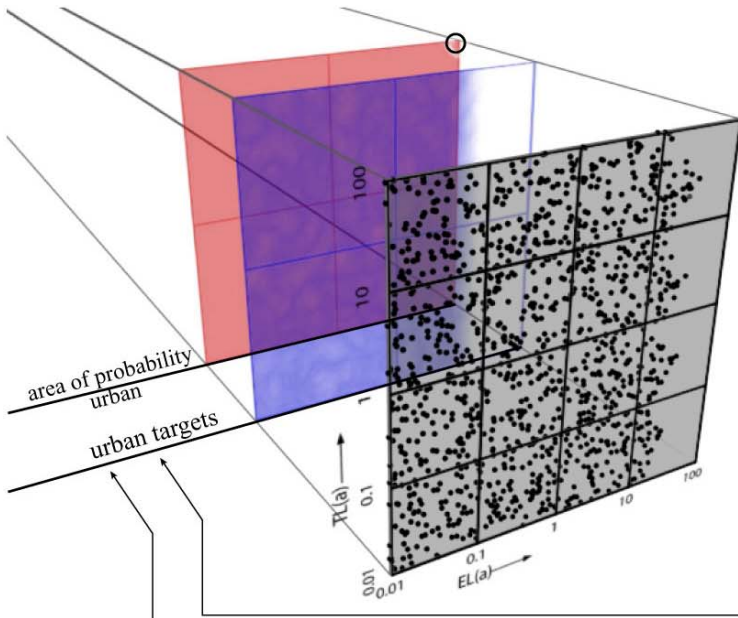 100
10
area of probability
urban
1
urban targets
TL(a)
0.1
0.01
0.01
0.1
1
10
100
EL(a)